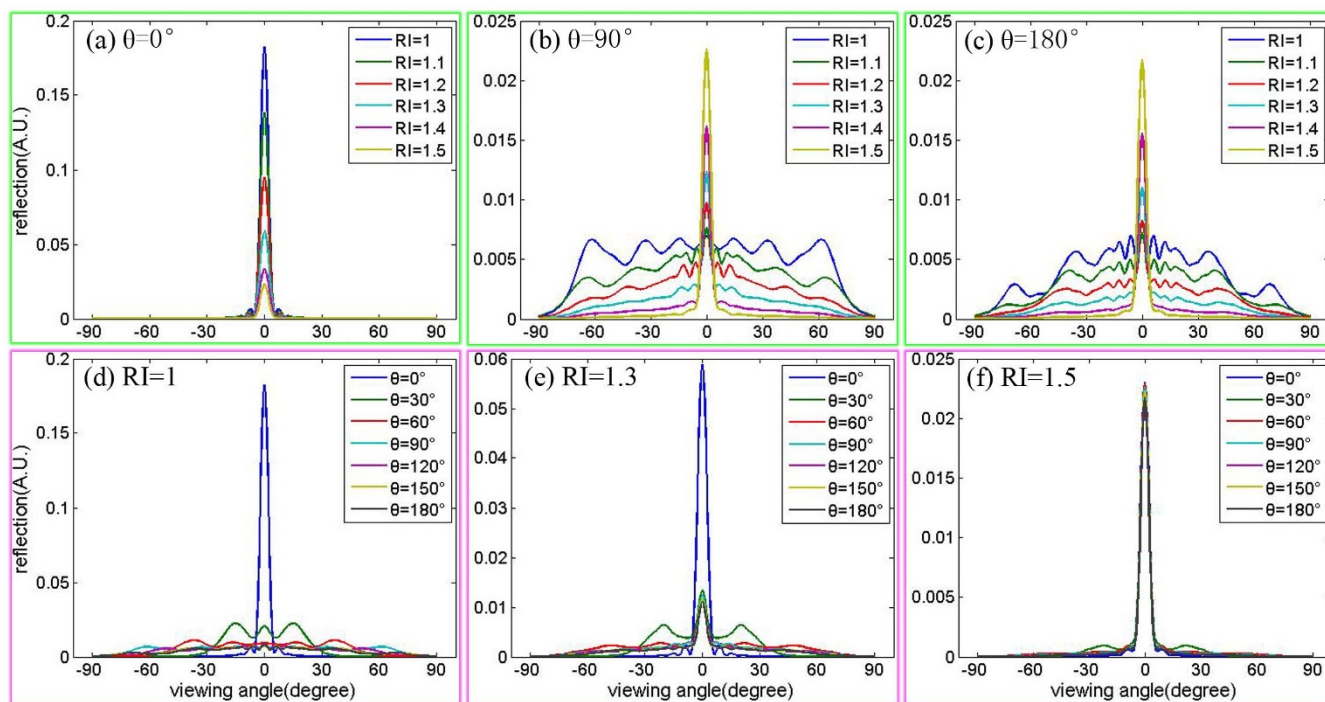 (a) θ=0°
0.2
0.15
0.1
0.05
0
reflection(A.U.)
-90 -60 -30 0 30 60 90
RI=1
RI=1.1
RI=1.2
RI=1.3
RI=1.4
RI=1.5
(b) θ=90°
0.025
0.02
0.015
0.01
0.005
0
-90 -60 -30 0 30 60 90
RI=1
RI=1.1
RI=1.2
RI=1.3
RI=1.4
RI=1.5
(c) θ=180°
0.025
0.02
0.015
0.01
0.005
0
-90 -60 -30 0 30 60 90
RI=1
RI=1.1
RI=1.2
RI=1.3
RI=1.4
RI=1.5
(d) RI=1
0.2
0.15
0.1
0.05
0
reflection(A.U.)
-90 -60 -30 0 30 60 90
viewing angle(degree)
θ=0°
θ=30°
θ=60°
θ=90°
θ=120°
θ=150°
θ=180°
(e) RI=1.3
0.06
0.05
0.04
0.03
0.02
0.01
0
-90 -60 -30 0 30 60 90
viewing angle(degree)
θ=0°
θ=30°
θ=60°
θ=90°
θ=120°
θ=150°
θ=180°
(f) RI=1.5
0.025
0.02
0.015
0.01
0.005
0
-90 -60 -30 0 30 60 90
viewing angle(degree)
θ=0°
θ=30°
θ=60°
θ=90°
θ=120°
θ=150°
θ=180°